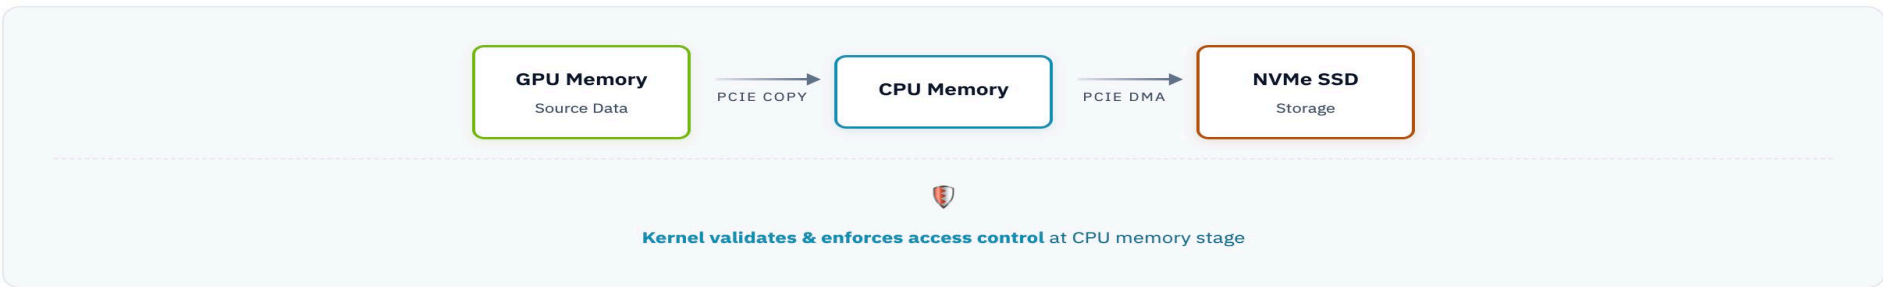 GPU Memory
Source Data
PCIE COPY
CPU Memory
PCIE DMA
NVMe SSD
Storage
Kernel validates & enforces access control at CPU memory stage